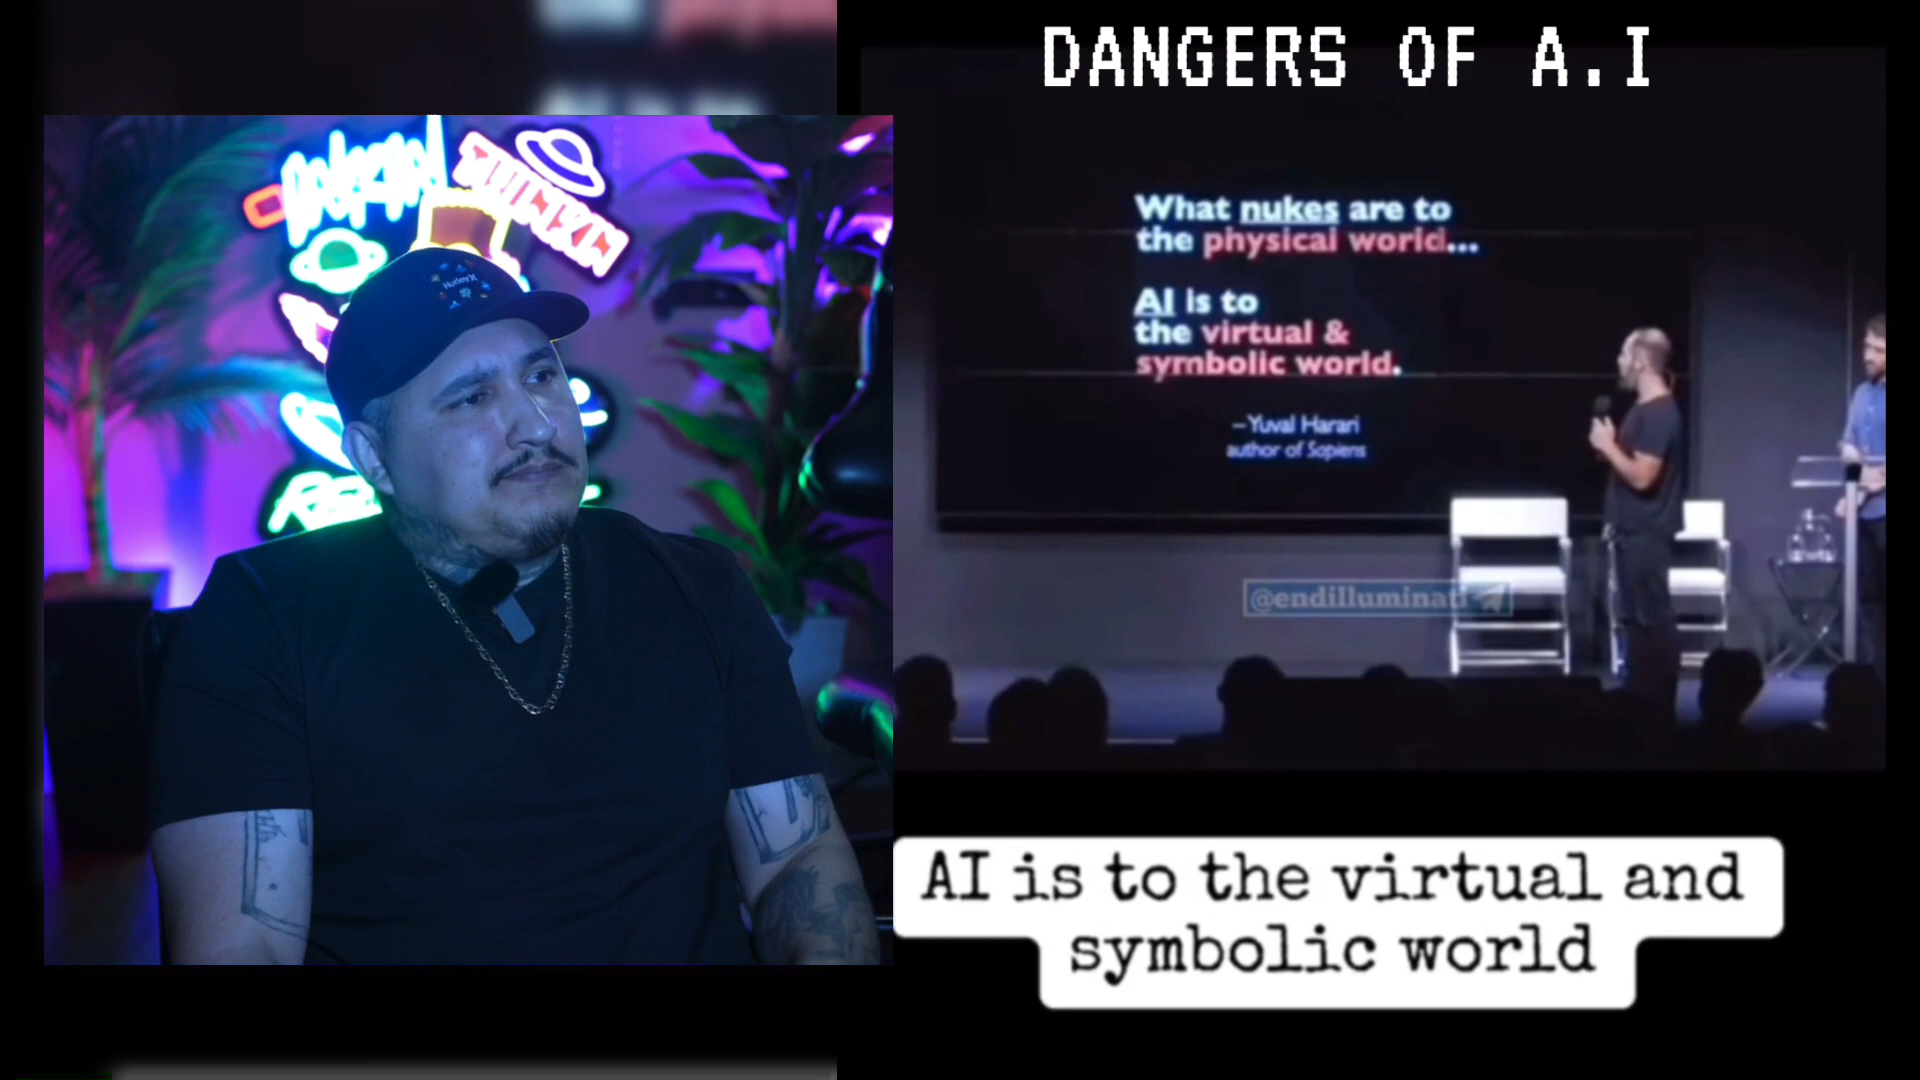 DANGERS OF A.I
What nukes are to
the physical world...
AI is to
the virtual &
symbolic world.
–Yuval Harari
author of Sapiens
@endilluminati
Hurley
AI is to the virtual and
symbolic world